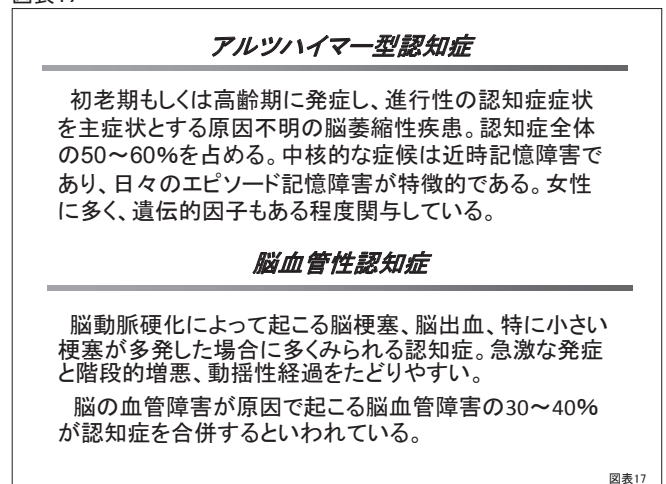 図表17
アルツハイマー型認知症
初老期もしくは高齢期に発症し、進行性の認知症症状
を主症状とする原因不明の脳萎縮性疾患。認知症全体
の50～60%を占める。中核的な症候は近時記憶障害で
あり、日々のエピソード記憶障害が特徴的である。女性
に多く、遺伝的因子もある程度関与している。
脳血管性認知症
脳動脈硬化によって起こる脳梗塞、脳出血、特に小さい
梗塞が多発した場合に多くみられる認知症。急激な発症
と階段的増悪、動揺性経過をたどりやすい。
脳の血管障害が原因で起こる脳血管障害の30～40%
が認知症を合併するといわれている。
図表17